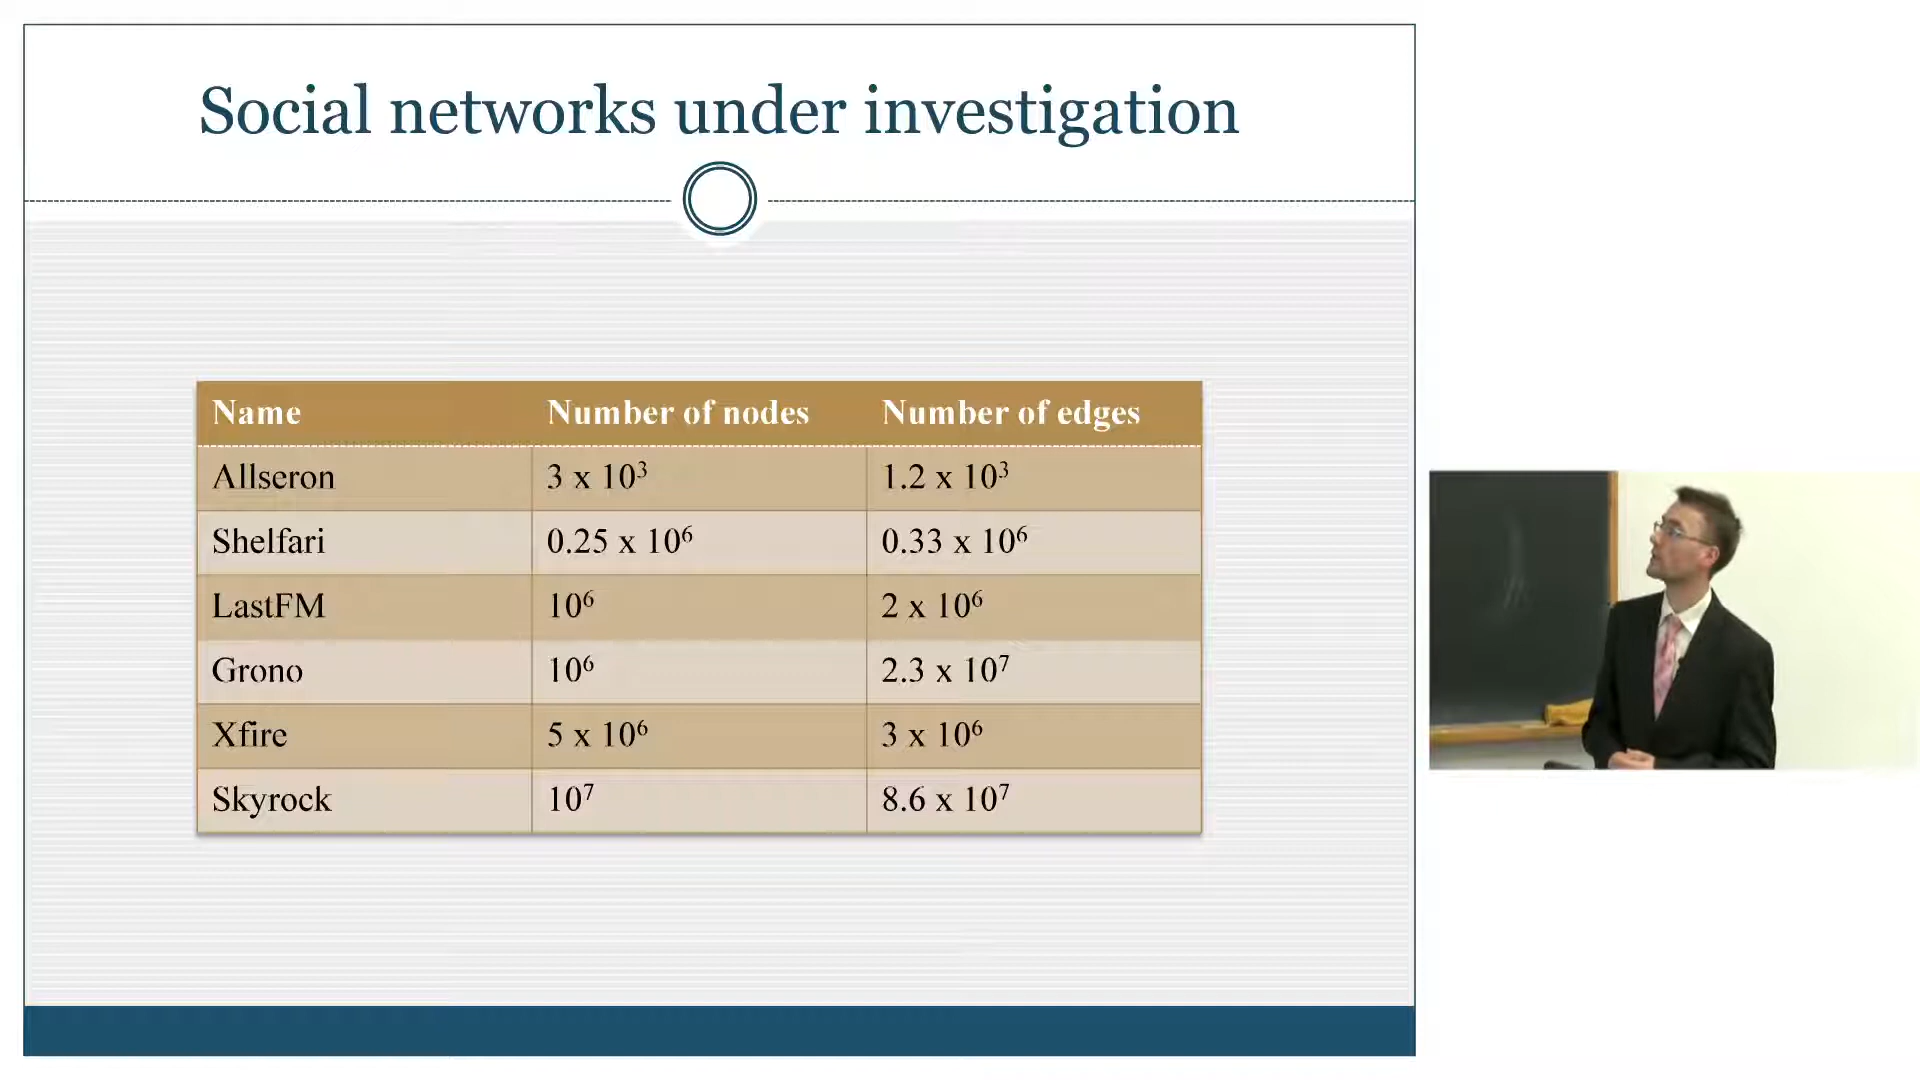 Social networks under investigation
Name Number of nodes Number of edges
Allseron 3 x 10³ 1.2 x 10³
Shelfari 0.25 x 10⁶ 0.33 x 10⁶
LastFM 10⁶ 2 x 10⁶
Grono 10⁶ 2.3 x 10⁷
Xfire 5 x 10⁶ 3 x 10⁶
Skyrock 10⁷ 8.6 x 10⁷